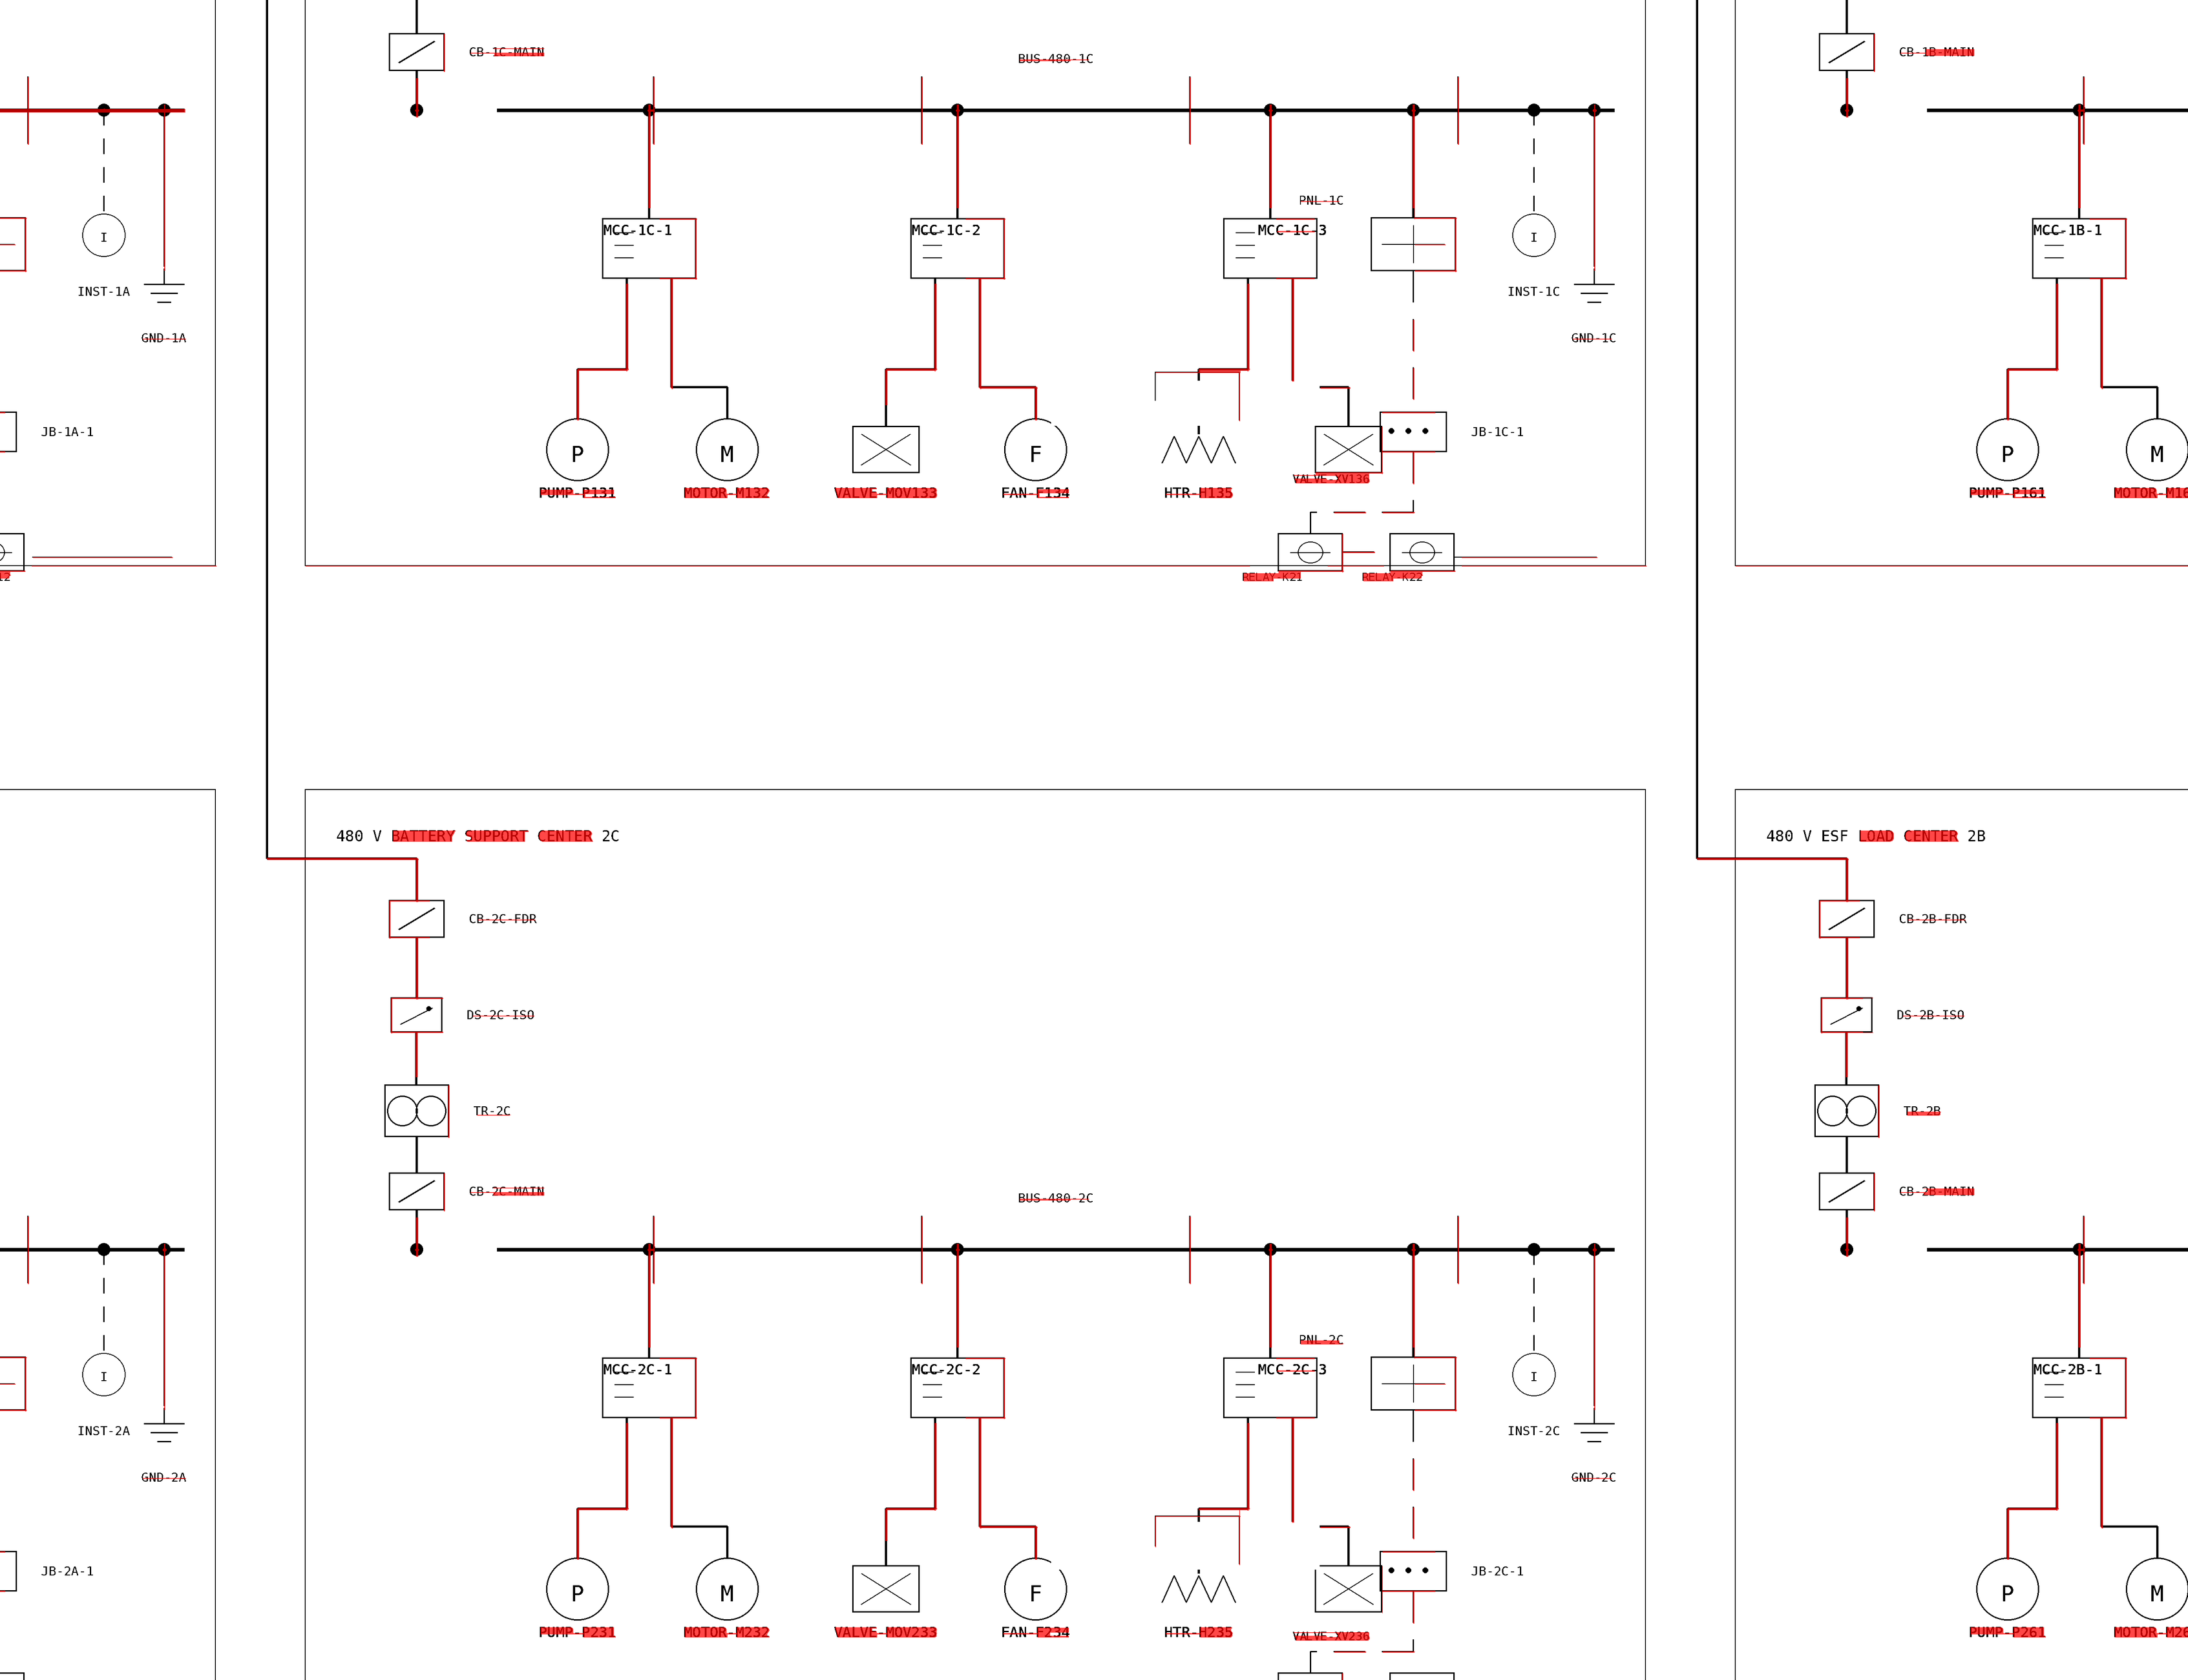 CB-1C-MAIN
BUS-480-1C
CB-1B-MAIN
PNL-1C
MCC-1C-1
MCC-1C-2
MCC-1C-3
MCC-1B-1
I
I
INST-1A
INST-1C
GND-1A
GND-1C
JB-1A-1
JB-1C-1
P
M
F
P
M
VALVE-XV136
PUMP-P131
MOTOR-M132
VALVE-MOV133
FAN-F134
HTR-H135
PUMP-P161
MOTOR-M16
12
RELAY-K21
RELAY-K22
480 V BATTERY SUPPORT CENTER 2C
480 V ESF LOAD CENTER 2B
CB-2C-FDR
CB-2B-FDR
DS-2C-ISO
DS-2B-ISO
TR-2C
TR-2B
CB-2C-MAIN
BUS-480-2C
CB-2B-MAIN
PNL-2C
MCC-2C-1
MCC-2C-2
MCC-2C-3
MCC-2B-1
I
I
INST-2A
INST-2C
GND-2A
GND-2C
JB-2A-1
JB-2C-1
P
M
F
P
M
PUMP-P231
MOTOR-M232
VALVE-MOV233
FAN-F234
HTR-H235
VALVE-XV236
PUMP-P261
MOTOR-M26